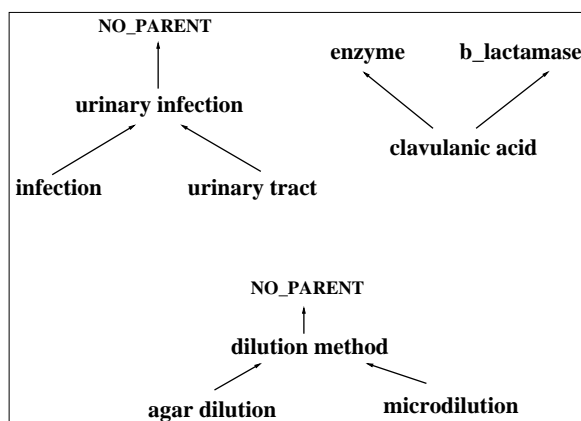 NO_PARENT
enzyme b_lactamase
urinary infection
clavulanic acid
infection urinary tract
NO_PARENT
dilution method
agar dilution microdilution